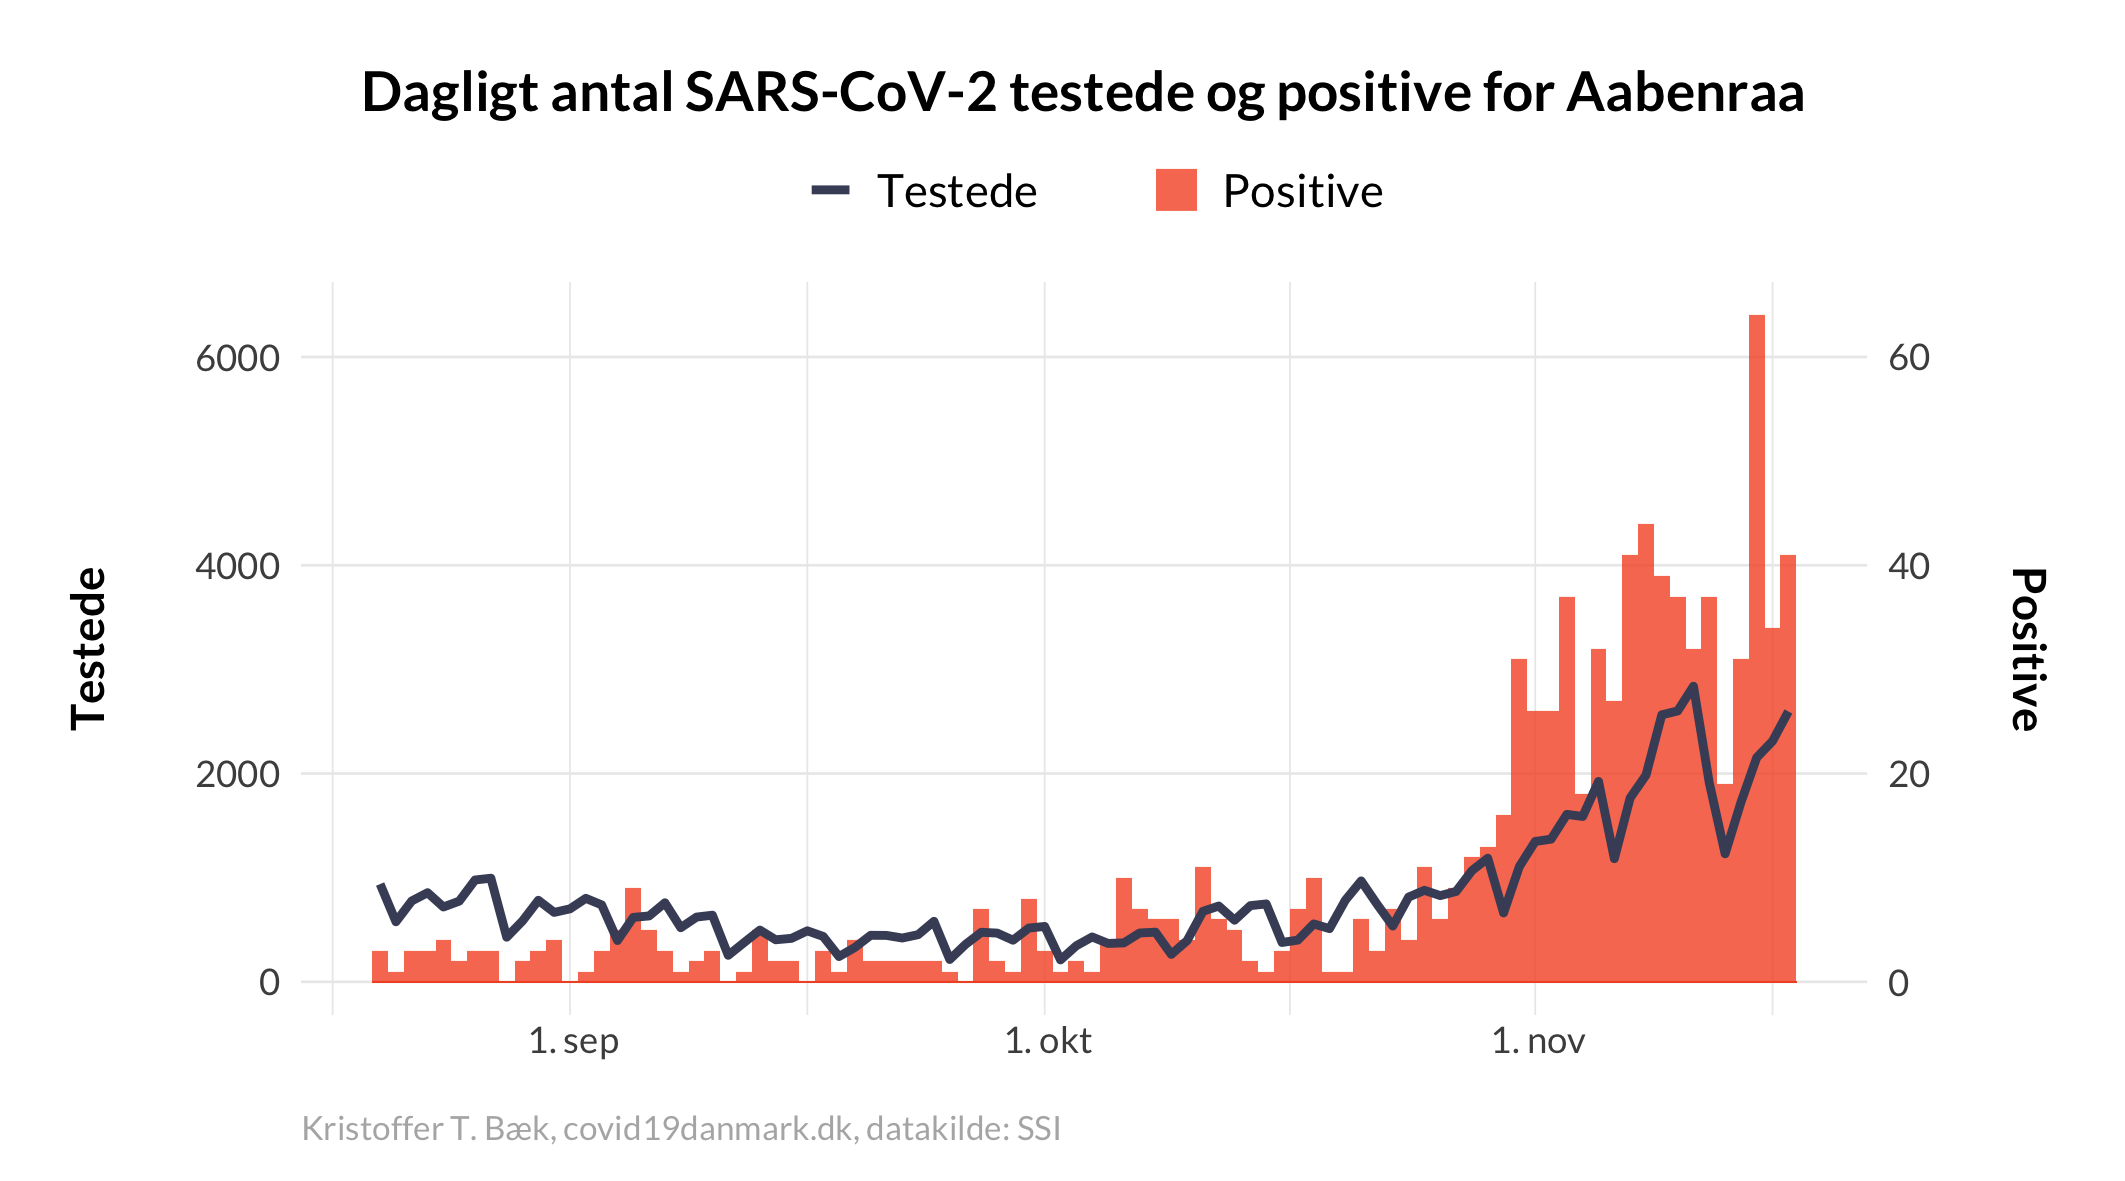 Dagligt antal SARS-CoV-2 testede og positive for Aabenraa
Testede
Positive
6000
4000
2000
0
60
40
20
0
Testede
Positive
1. sep
1. okt
1. nov
Kristoffer T. Bæk, covid19danmark.dk, datakilde: SSI